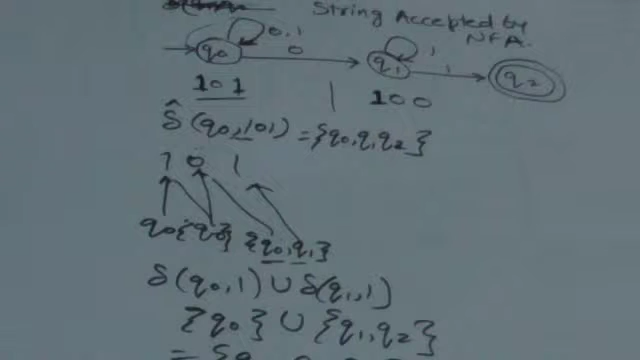 String Accepted by
NFA.
q0 0,1 0 q1 1 1 q2
101 | 100
δ̂ (q0,101) = {q0,q1,q2}
1 0 1
q0 {q0} {q0,q1}
δ(q0,1) ∪ δ(q1,1)
{q0} ∪ {q1,q2}
= {q